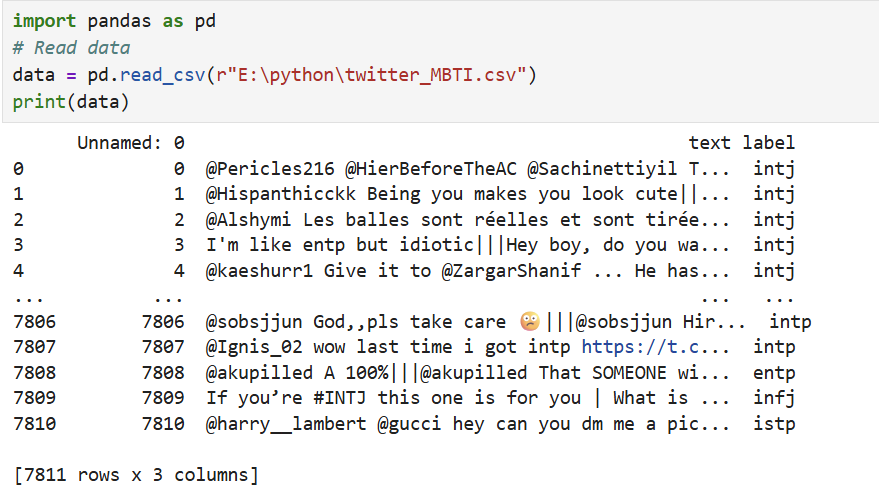 import pandas as pd
# Read data
data = pd.read_csv(r"E:\python\twitter_MBTI.csv")
print(data)
Unnamed: 0 text label
0 0 @Pericles216 @HierBeforeTheAC @Sachinettiyil T... intj
1 1 @Hispanthicckk Being you makes you look cute||... intj
2 2 @Alshymi Les balles sont réelles et sont tirée... intj
3 3 I'm like entp but idiotic|||Hey boy, do you wa... intj
4 4 @kaeshurr1 Give it to @ZargarShanif ... He has... intj
... ... ... ...
7806 7806 @sobsjjun God,,pls take care 😳|||@sobsjjun Hir... intp
7807 7807 @Ignis_02 wow last time i got intp https://t.c... intp
7808 7808 @akupilled A 100%|||@akupilled That SOMEONE wi... entp
7809 7809 If you’re #INTJ this one is for you | What is ... infj
7810 7810 @harry__lambert @gucci hey can you dm me a pic... istp
[7811 rows x 3 columns]